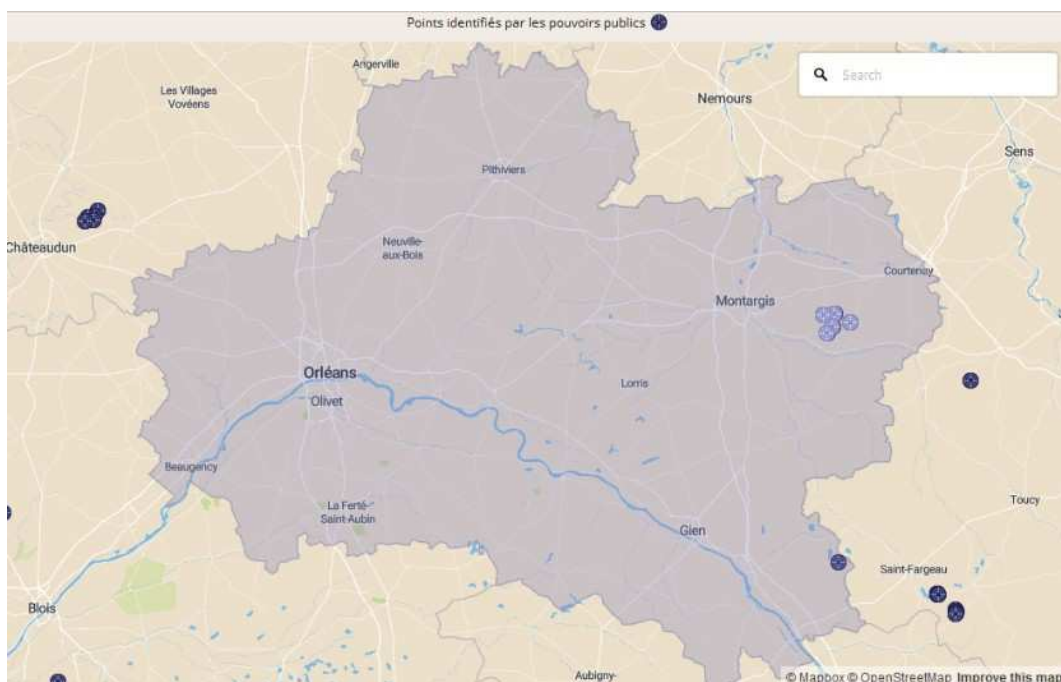 Points identifiés par les pouvoirs publics
Angerville
Search
Les Villages
Vovéens
Nemours
Sens
Pithiviers
Châteaudun
Neuville-
aux-Bois
Courtenay
Montargis
Orléans
Lorris
Olivet
Beaugency
La Ferté-
Saint-Aubin
Toucy
Gien
Saint-Fargeau
Blois
Aubigny-
© Mapbox © OpenStreetMap Improve this map